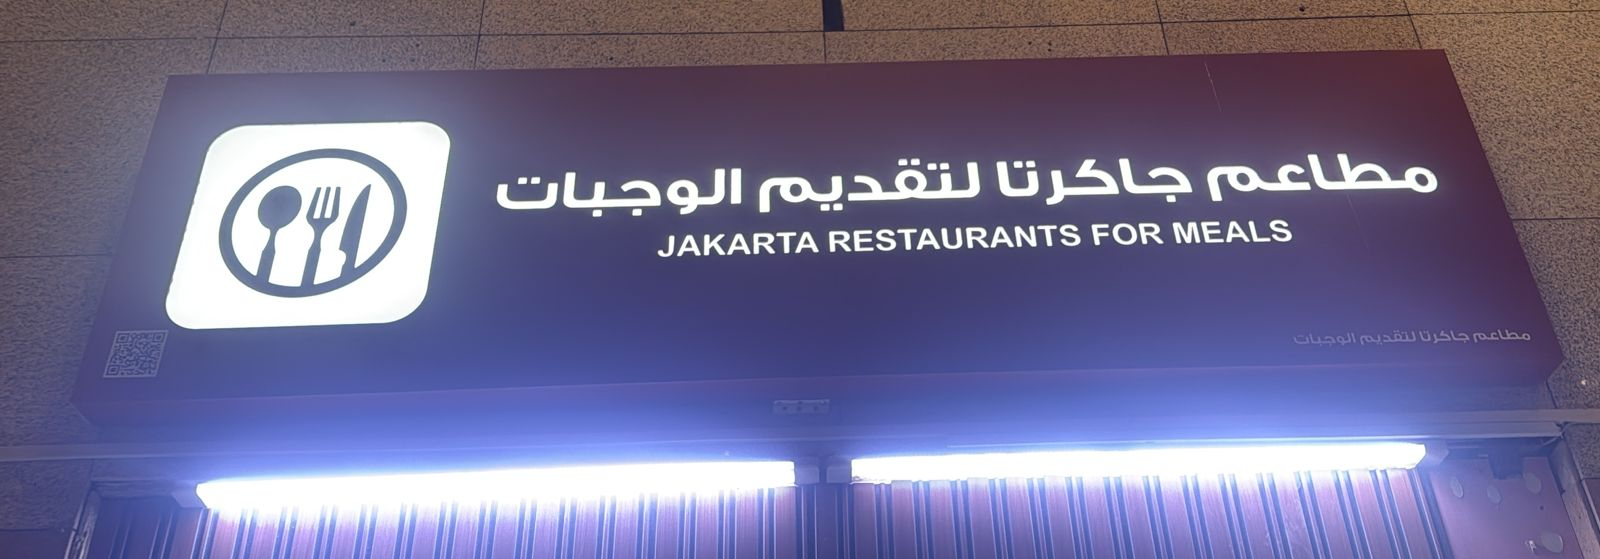 مطاعم جاكرتا لتقديم الوجبات
JAKARTA RESTAURANTS FOR MEALS
مطاعم جاكرتا لتقديم الوجبات